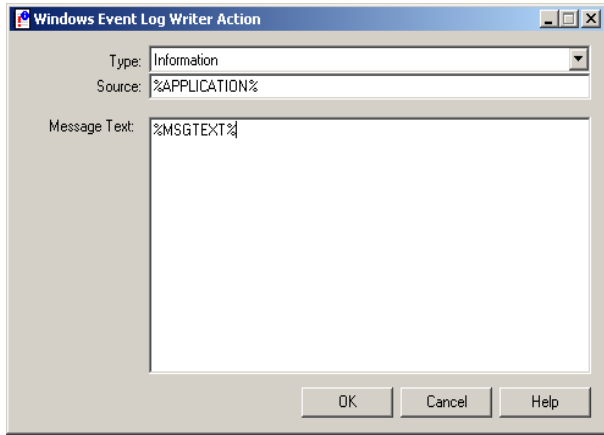 Windows Event Log Writer Action
Type: Information
Source: %APPLICATION%
Message Text: %MSGTEXT%
OK Cancel Help